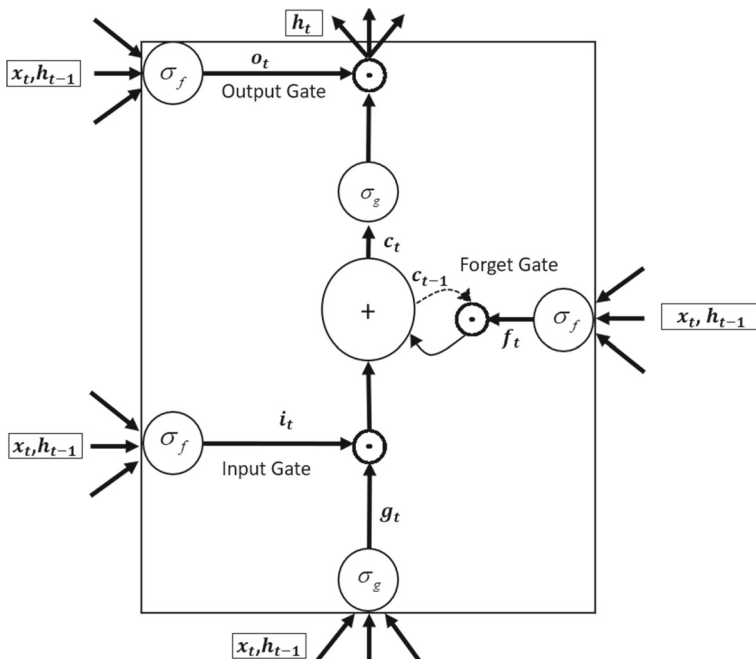 h_t
x_t,h_{t-1}
σ_f
o_t
Output Gate
σ_g
c_t
c_{t-1}
Forget Gate
+
σ_f
f_t
x_t, h_{t-1}
x_t,h_{t-1}
σ_f
i_t
Input Gate
g_t
σ_g
x_t,h_{t-1}